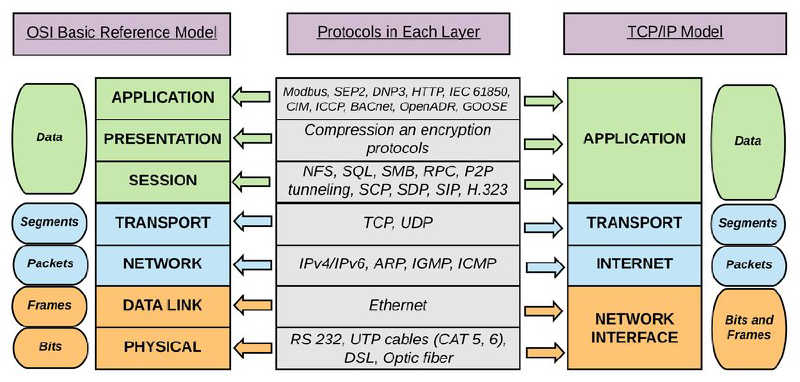 OSI Basic Reference Model
Protocols in Each Layer
TCP/IP Model
Data
APPLICATION
Modbus, SEP2, DNP3, HTTP, IEC 61850,
CIM, ICCP, BACnet, OpenADR, GOOSE
APPLICATION
Data
PRESENTATION
Compression an encryption
protocols
SESSION
NFS, SQL, SMB, RPC, P2P
tunneling, SCP, SDP, SIP, H.323
Segments
TRANSPORT
TCP, UDP
TRANSPORT
Segments
Packets
NETWORK
IPv4/IPv6, ARP, IGMP, ICMP
INTERNET
Packets
Frames
DATA LINK
Ethernet
NETWORK
INTERFACE
Bits and
Frames
Bits
PHYSICAL
RS 232, UTP cables (CAT 5, 6),
DSL, Optic fiber